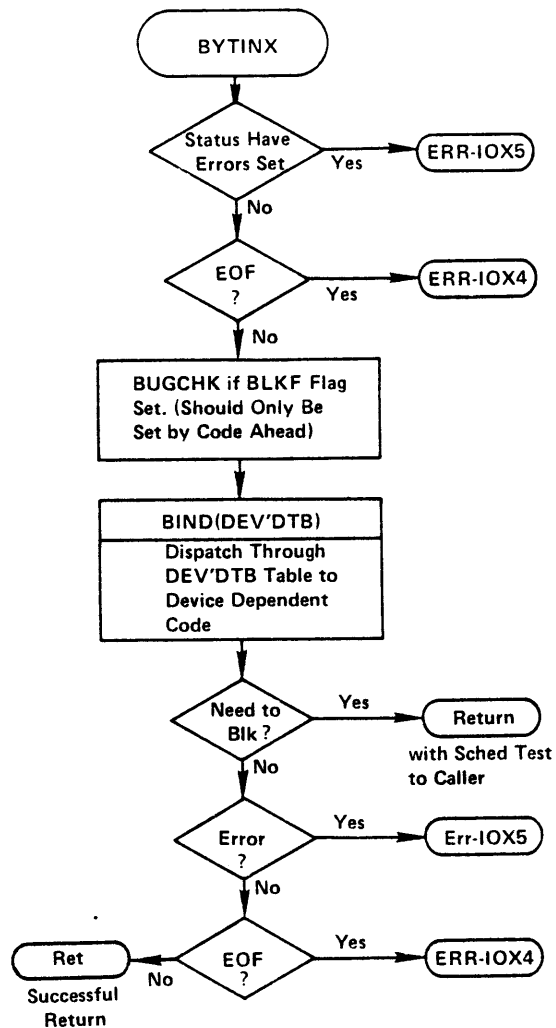 BYTINX
Status Have
Errors Set
Yes
ERR-IOX5
No
EOF
?
Yes
ERR-IOX4
No
BUGCHK if BLKF Flag
Set. (Should Only Be
Set by Code Ahead)
BIND(DEV'DTB)
Dispatch Through
DEV'DTB Table to
Device Dependent
Code
Need to
Blk ?
Yes
Return
with Sched Test
to Caller
No
Error
?
Yes
Err-IOX5
No
EOF
?
Yes
ERR-IOX4
No
Ret
Successful
Return